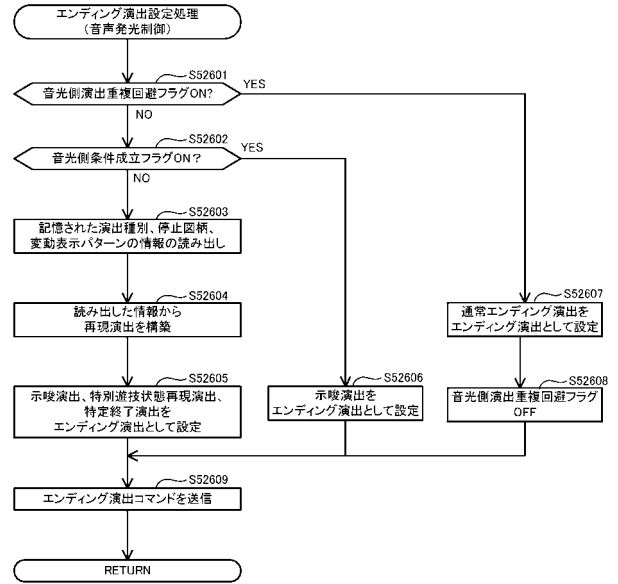 エンディング演出設定処理
(音声発光制御)
S52601
音光側演出重複回避フラグON?
YES
NO
S52602
音光側条件成立フラグON?
YES
NO
S52603
記憶された演出種別、停止図柄、
変動表示パターンの情報の読み出し
S52604
読み出した情報から
再現演出を構築
S52607
通常エンディング演出を
エンディング演出として設定
S52605
示唆演出、特別遊技状態再現演出、
特定終了演出を
エンディング演出として設定
S52606
示唆演出を
エンディング演出として設定
S52608
音光側演出重複回避フラグ
OFF
S52609
エンディング演出コマンドを送信
RETURN